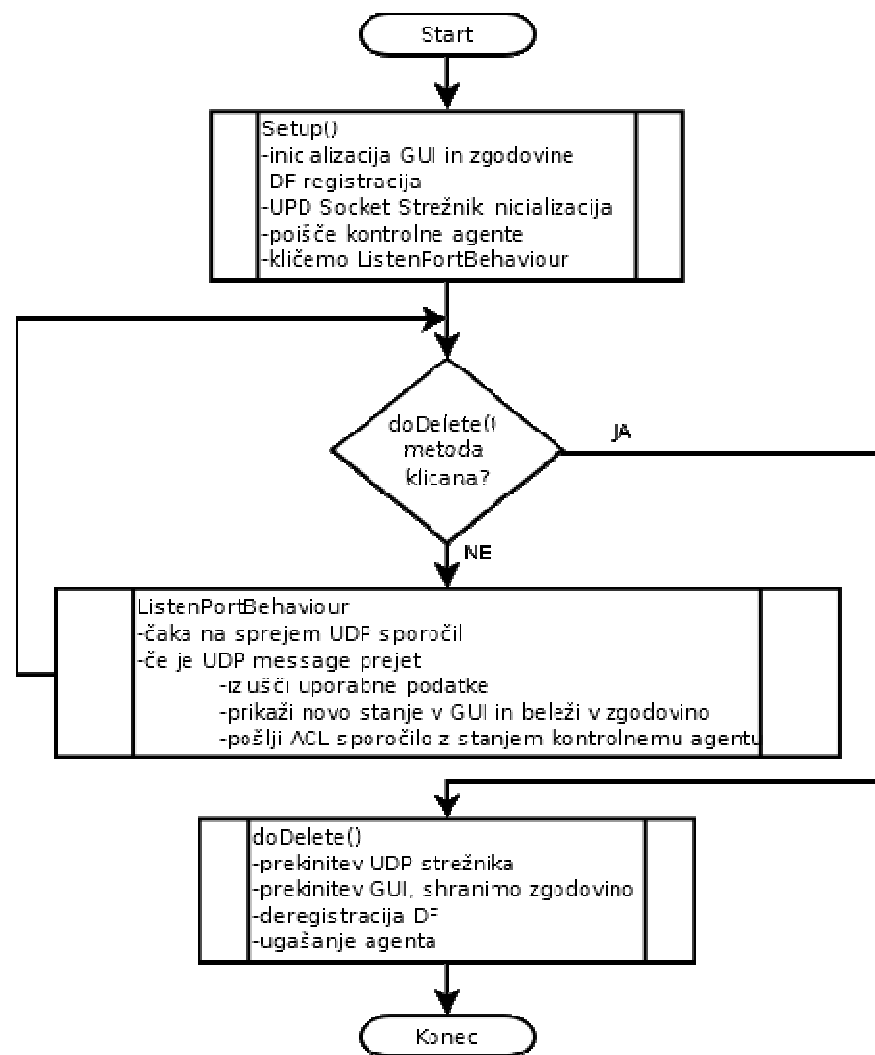 Start
Setup()
-inicializacija GUI in zgodovine
DF registracija
-UPD Socket Strežnik inicializacija
-poišče kontrolne agente
-kličemo ListenPortBehaviour
doDelete()
metoda
klicana?
JA
NE
ListenPortBehaviour
-čaka na sprejem UDP sporočil
-če je UDP message prejet
-izlušči uporabne podatke
-prikaži novo stanje v GUI in beleži v zgodovino
-pošlji ACL sporočilo z stanjem kontrolnemu agentu
doDelete()
-prekinitev UDP strežnika
-prekinitev GUI, shranimo zgodovino
-deregistracija DF
-ugašanje agenta
Konec